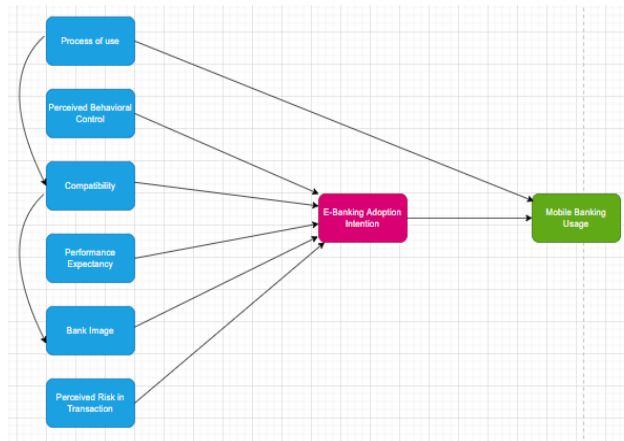 Process of use
Perceived Behavioral
Control
Compatibility
E-Banking Adoption
Intention
Mobile Banking
Usage
Performance
Expectancy
Bank Image
Perceived Risk in
Transaction